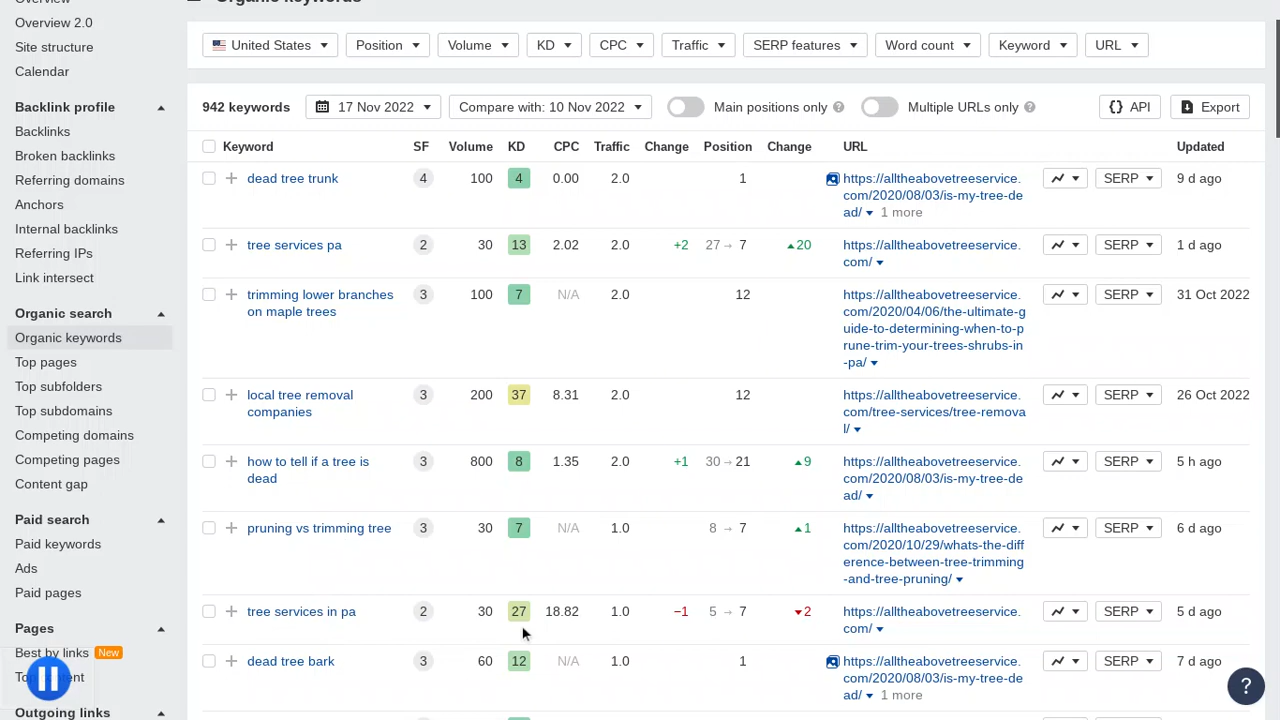 Overview
Organic keywords
Overview 2.0
Site structure
Calendar
Backlink profile
Backlinks
Broken backlinks
Referring domains
Anchors
Internal backlinks
Referring IPs
Link intersect
Organic search
Organic keywords
Top pages
Top subfolders
Top subdomains
Competing domains
Competing pages
Content gap
Paid search
Paid keywords
Ads
Paid pages
Pages
Best by links New
Outgoing links
United States Position Volume KD CPC Traffic SERP features Word count Keyword URL
942 keywords 17 Nov 2022 Compare with: 10 Nov 2022 Main positions only ? Multiple URLs only ? {} API Export
Keyword SF Volume KD CPC Traffic Change Position Change URL Updated
dead tree trunk 4 100 4 0.00 2.0 1 https://alltheabovetreeservice. SERP 9 d ago
com/2020/08/03/is-my-tree-de
ad/ 1 more
tree services pa 2 30 13 2.02 2.0 +2 27 → 7 20 https://alltheabovetreeservice. SERP 1 d ago
com/
trimming lower branches 3 100 7 N/A 2.0 12 https://alltheabovetreeservice. SERP 31 Oct 2022
on maple trees com/2020/04/06/the-ultimate-g
uide-to-determining-when-to-p
rune-trim-your-trees-shrubs-in
-pa/
local tree removal 3 200 37 8.31 2.0 12 https://alltheabovetreeservice. SERP 26 Oct 2022
companies com/tree-services/tree-remova
l/
how to tell if a tree is 3 800 8 1.35 2.0 +1 30 → 21 9 https://alltheabovetreeservice. SERP 5 h ago
dead com/2020/08/03/is-my-tree-de
ad/
pruning vs trimming tree 3 30 7 N/A 1.0 8 → 7 1 https://alltheabovetreeservice. SERP 6 d ago
com/2020/10/29/whats-the-diff
erence-between-tree-trimming
-and-tree-pruning/
tree services in pa 2 30 27 18.82 1.0 −1 5 → 7 2 https://alltheabovetreeservice. SERP 5 d ago
com/
dead tree bark 3 60 12 N/A 1.0 1 https://alltheabovetreeservice. SERP 7 d ago
com/2020/08/03/is-my-tree-de
ad/ 1 more
?